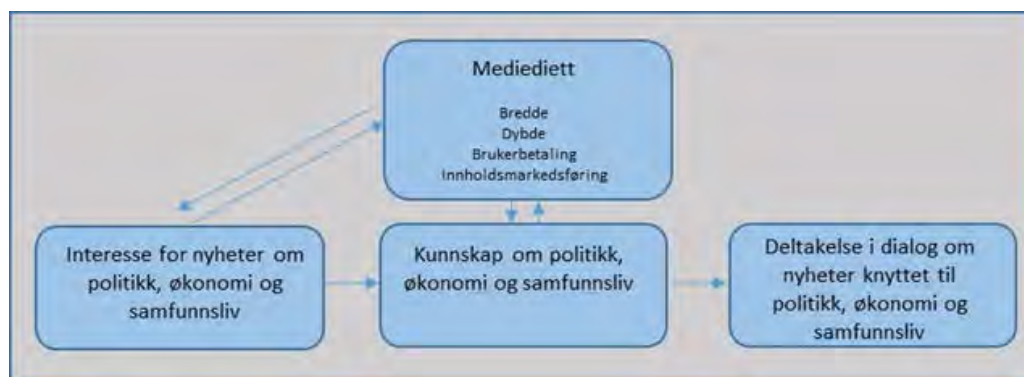 Mediediett
Bredde
Dybde
Brukerbetaling
Innholdsmarkedsføring
Interesse for nyheter om
politikk, økonomi og
samfunnsliv
Kunnskap om politikk,
økonomi og samfunnsliv
Deltakelse i dialog om
nyheter knyttet til
politikk, økonomi og
samfunnsliv